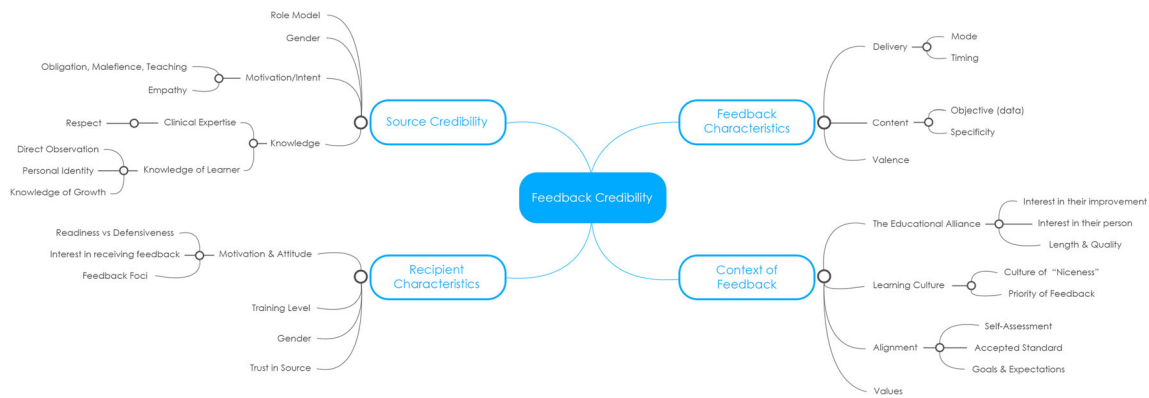 Role Model
Gender
Obligation, Malefience, Teaching
Motivation/Intent
Empathy
Respect
Clinical Expertise
Knowledge
Direct Observation
Personal Identity
Knowledge of Learner
Knowledge of Growth
Source Credibility
Feedback
Characteristics
Delivery
Mode
Timing
Content
Objective (data)
Specificity
Valence
Feedback Credibility
Readiness vs Defensiveness
Interest in receiving feedback
Motivation & Attitude
Feedback Foci
Training Level
Gender
Trust in Source
Recipient
Characteristics
Context of
Feedback
The Educational Alliance
Interest in their improvement
Interest in their person
Length & Quality
Learning Culture
Culture of "Niceness"
Priority of Feedback
Alignment
Self-Assessment
Accepted Standard
Goals & Expectations
Values